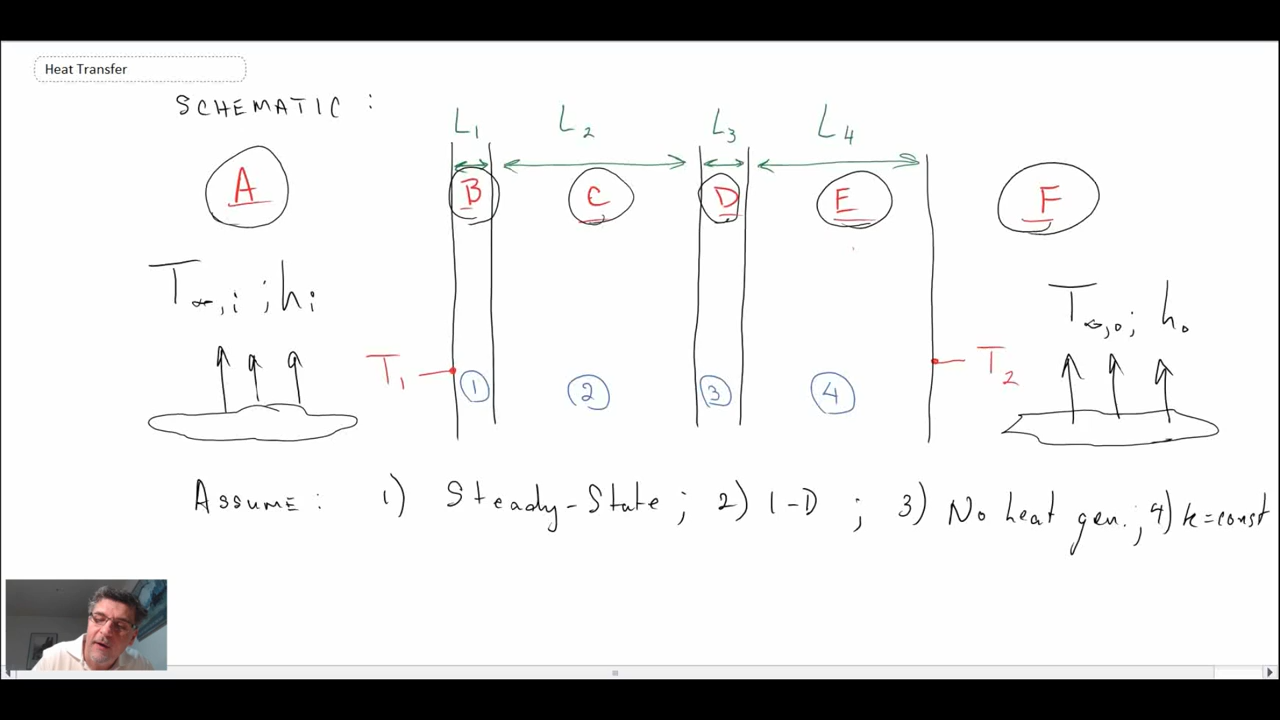 Heat Transfer
SCHEMATIC :
L₁ L₂ L₃ L₄
A B C D E F
T∞,i ; hi
T∞,o ; ho
T₁ T₂
1 2 3 4
ASSUME : 1) Steady-State ; 2) 1-D ; 3) No heat gen. ; 4) k = const